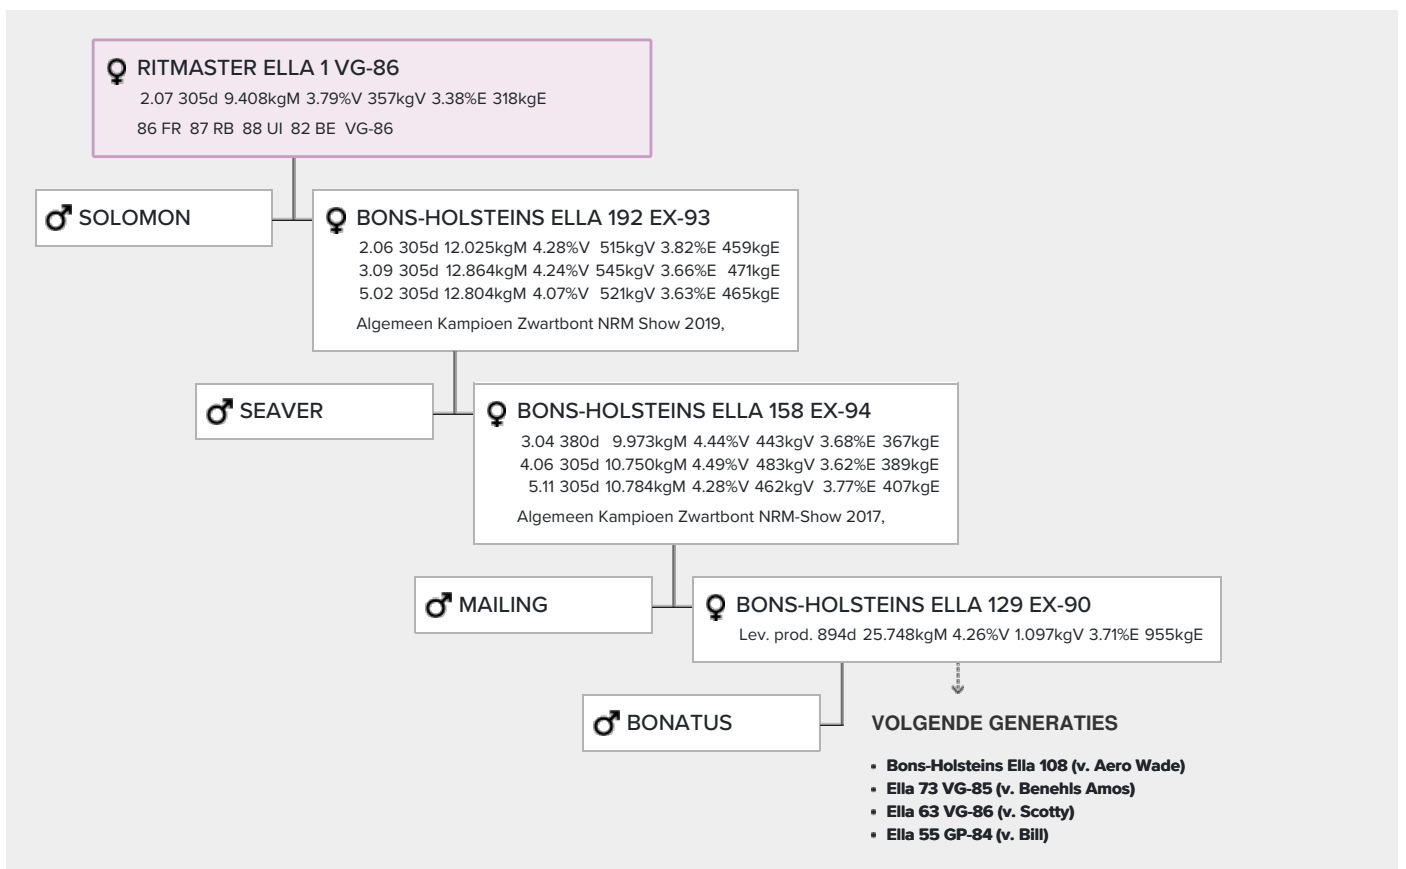 RITMASTER ELLA 1 VG-86
2.07 305d 9.408kgM 3.79%V 357kgV 3.38%E 318kgE
86 FR 87 RB 88 UI 82 BE VG-86
SOLOMON
BONS-HOLSTEINS ELLA 192 EX-93
2.06 305d 12.025kgM 4.28%V 515kgV 3.82%E 459kgE
3.09 305d 12.864kgM 4.24%V 545kgV 3.66%E 471kgE
5.02 305d 12.804kgM 4.07%V 521kgV 3.63%E 465kgE
Algemeen Kampioen Zwartbont NRM Show 2019,
SEAVER
BONS-HOLSTEINS ELLA 158 EX-94
3.04 380d 9.973kgM 4.44%V 443kgV 3.68%E 367kgE
4.06 305d 10.750kgM 4.49%V 483kgV 3.62%E 389kgE
5.11 305d 10.784kgM 4.28%V 462kgV 3.77%E 407kgE
Algemeen Kampioen Zwartbont NRM-Show 2017,
MAILING
BONS-HOLSTEINS ELLA 129 EX-90
Lev. prod. 894d 25.748kgM 4.26%V 1.097kgV 3.71%E 955kgE
BONATUS
VOLGENDE GENERATIES
• Bons-Holsteins Ella 108 (v. Aero Wade)
• Ella 73 VG-85 (v. Benehls Amos)
• Ella 63 VG-86 (v. Scotty)
• Ella 55 GP-84 (v. Bill)